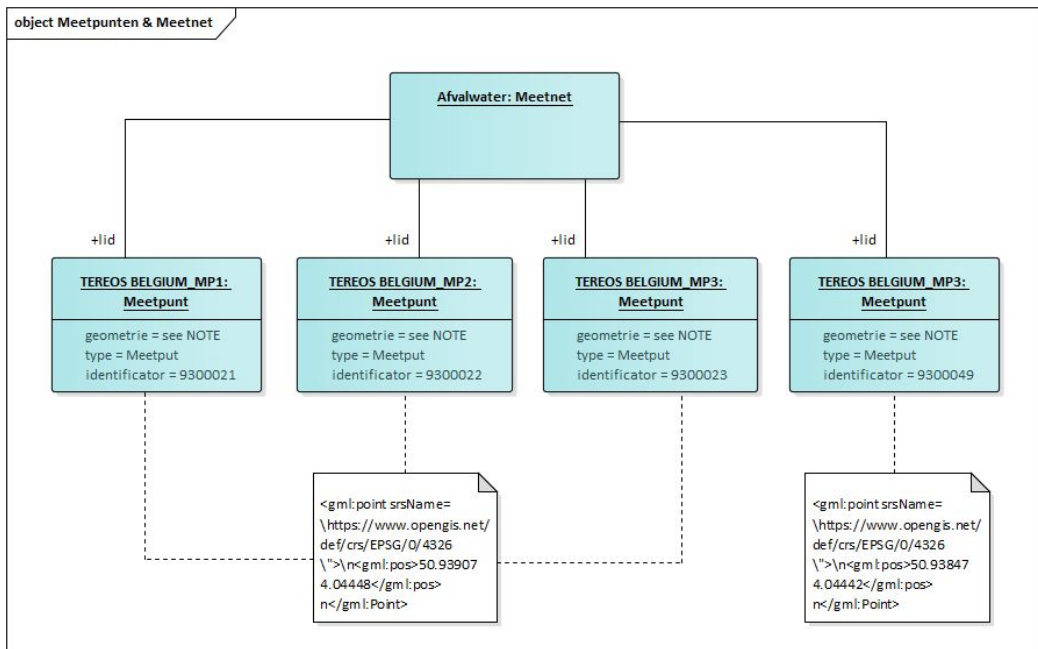 object Meetpunten & Meetnet
Afvalwater: Meetnet
+lid
+lid
+lid
+lid
TEREOS BELGIUM_MP1:
Meetpunt
geometrie = see NOTE
type = Meetput
identificator = 9300021
TEREOS BELGIUM_MP2:
Meetpunt
geometrie = see NOTE
type = Meetput
identificator = 9300022
TEREOS BELGIUM_MP3:
Meetpunt
geometrie = see NOTE
type = Meetput
identificator = 9300023
TEREOS BELGIUM_MP3:
Meetpunt
geometrie = see NOTE
type = Meetput
identificator = 9300049
<gml:point srsName=
\https://www.opengis.net/
def/crs/EPSG/0/4326
\">\n<gml:pos>50.93907
4.04448</gml:pos>
n</gml:Point>
<gml:point srsName=
\https://www.opengis.net/
def/crs/EPSG/0/4326
\">\n<gml:pos>50.93847
4.04442</gml:pos>
n</gml:Point>